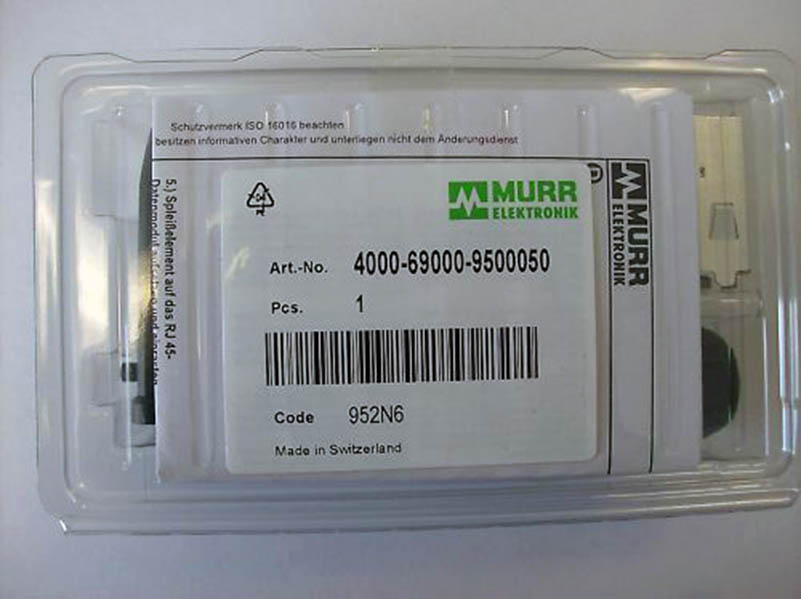 Schutzvermerk ISO 16016 beachten
besitzen informativen Charakter und unterliegen nicht dem Änderungsdienst
MURR
ELEKTRONIK
Art.-No. 4000-69000-9500050
Pcs. 1
Code 952N6
Made in Switzerland
MURR
ELEKTRONIK
5.) Spleißelement auf das RJ 45-